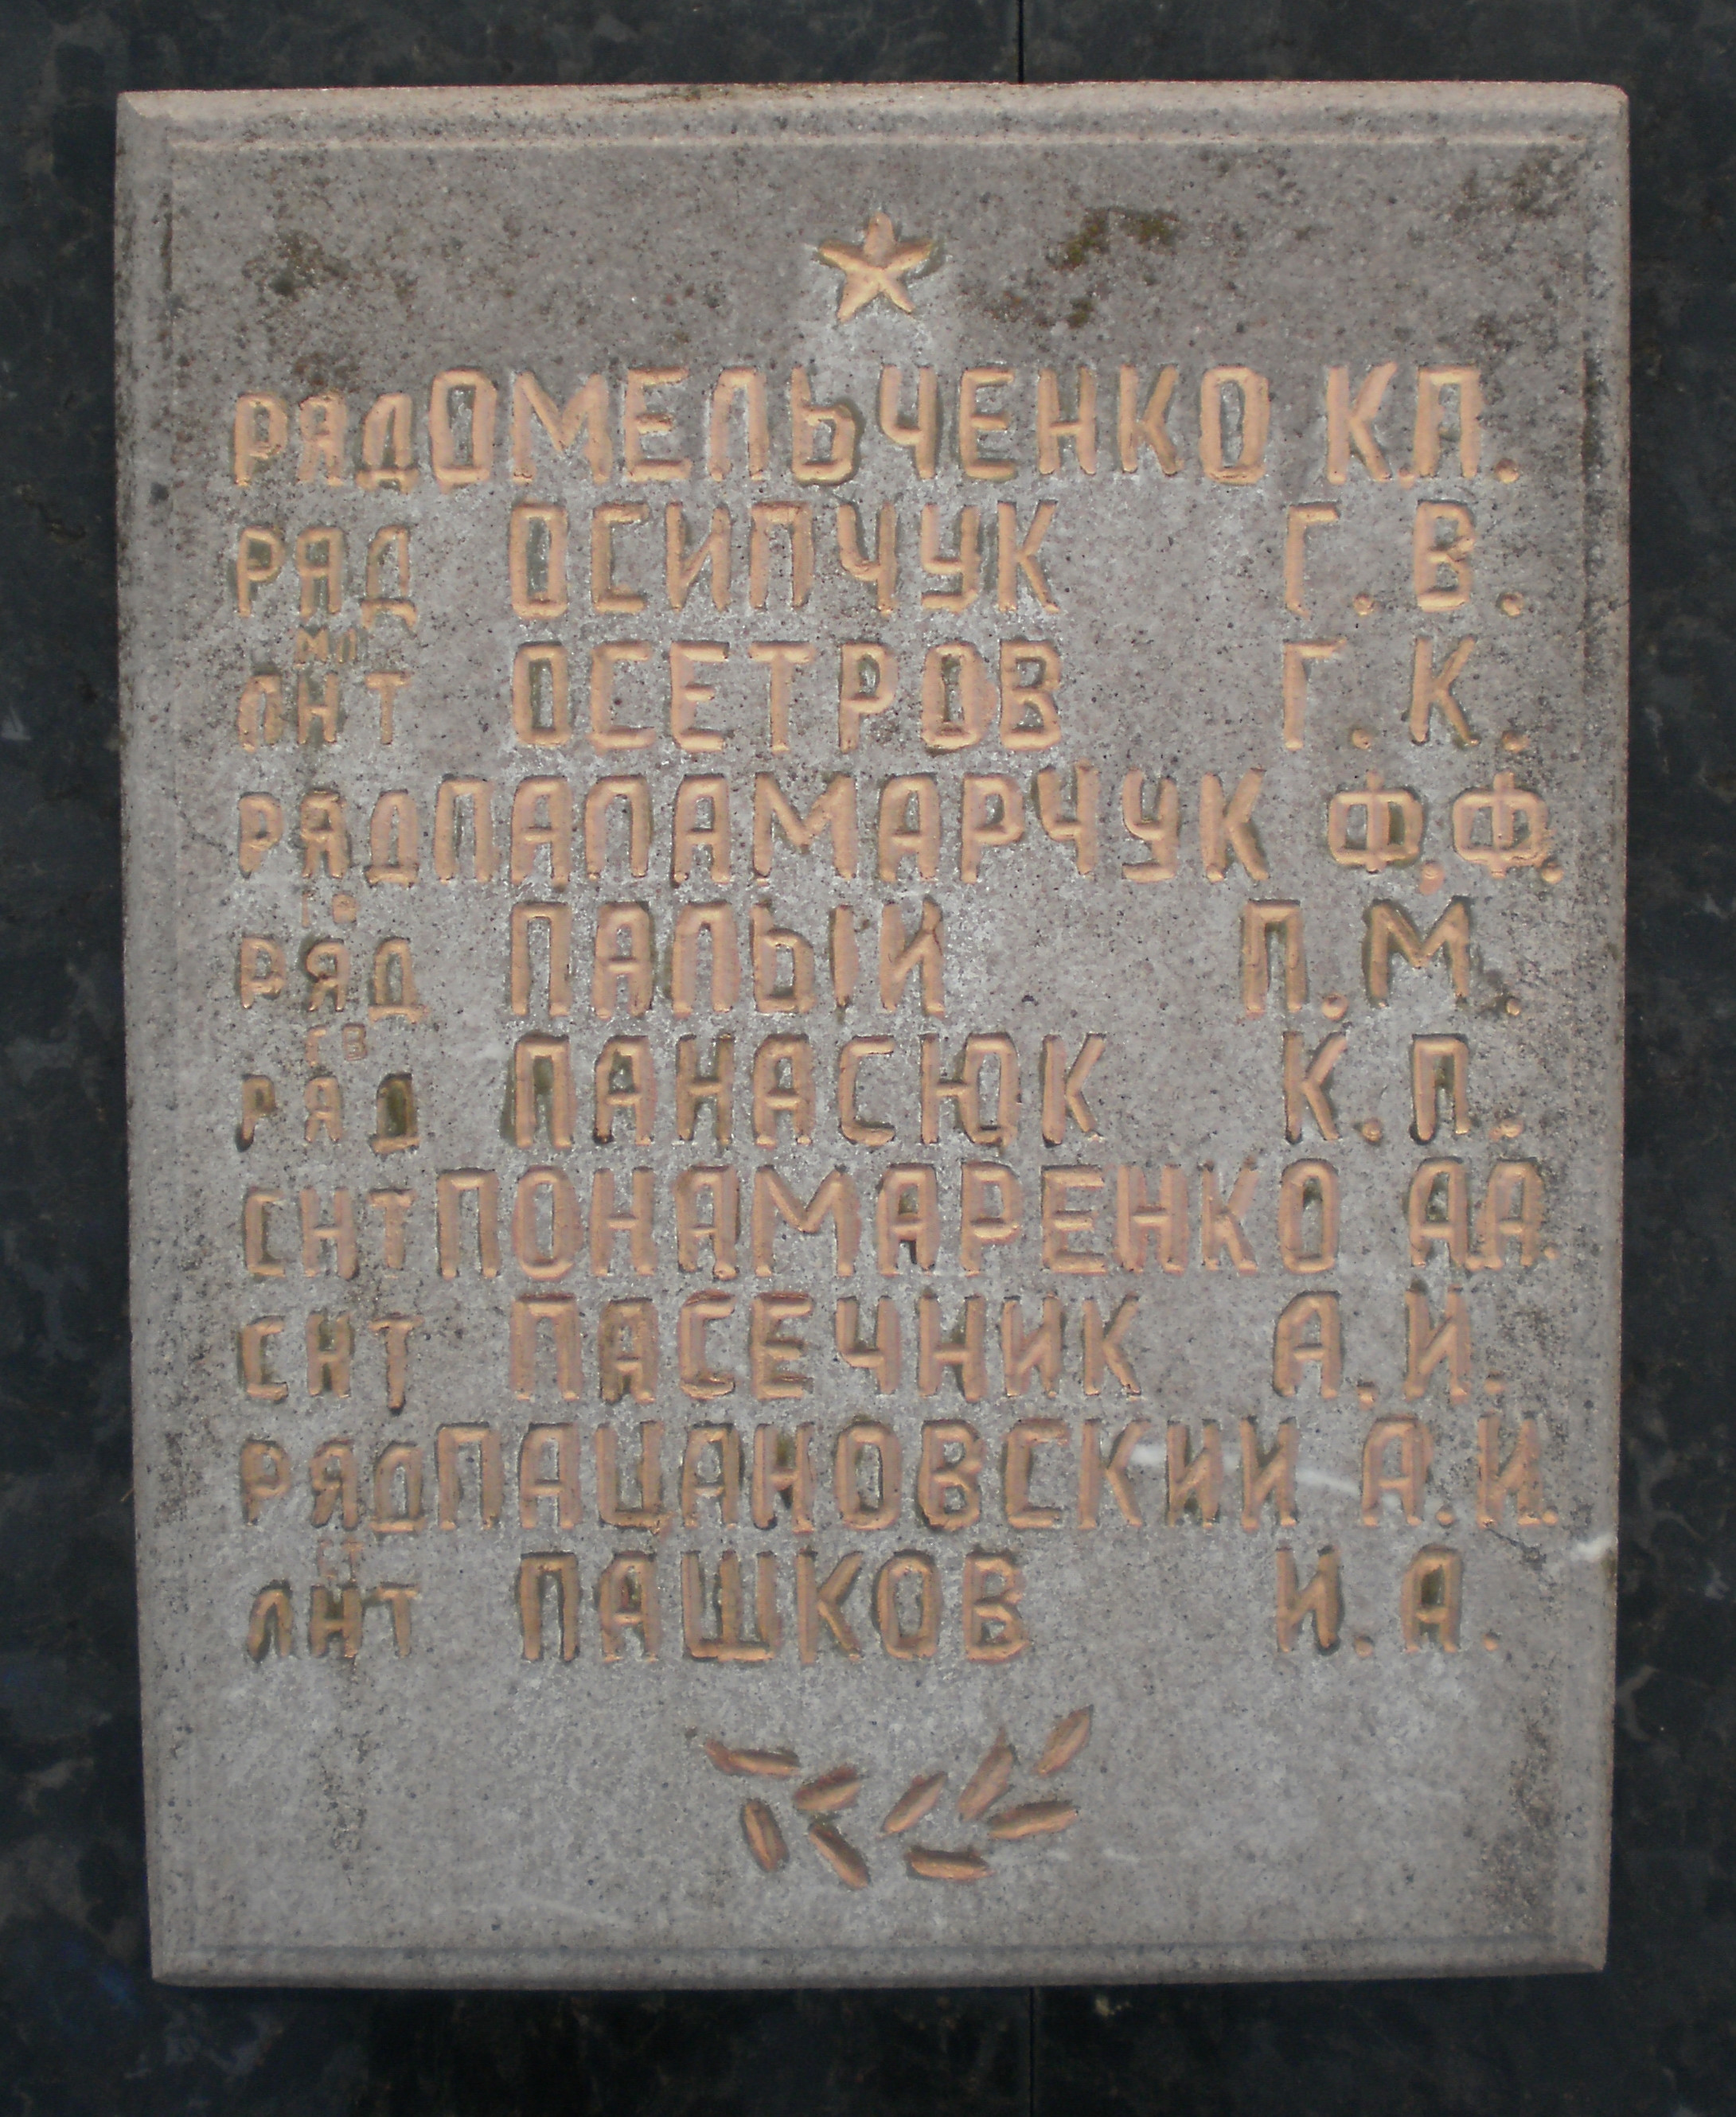 РЯД ОМЕЛЬЧЕНКО К.П.
РЯД ОСИПЧУК Г.В.
МЛ
ЛНТ ОСЕТРОВ Г.К.
РЯД ПАЛАМАРЧУК Ф.Ф.
РЯД ПАЛЫЙ П.М.
ГВ
РЯД ПАНАСЮК К.П.
СНТ ПОНАМАРЕНКО А.А.
СНТ ПАСЕЧНИК А.И.
РЯД ПАЦАНОВСКИИ А.И.
СТ
ЛНТ ПАШКОВ И.А.